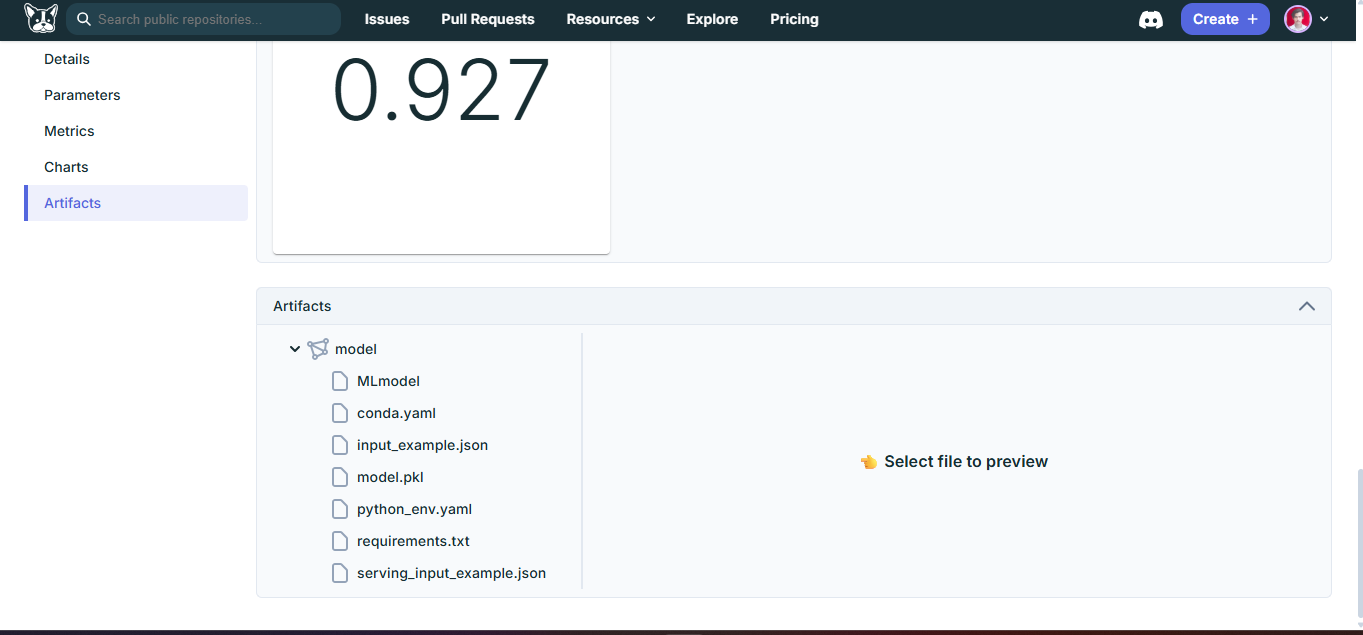 Search public repositories...
Issues
Pull Requests
Resources
Explore
Pricing
Create +
Details
Parameters
Metrics
Charts
Artifacts
0.927
Artifacts
model
MLmodel
conda.yaml
input_example.json
model.pkl
python_env.yaml
requirements.txt
serving_input_example.json
👈 Select file to preview